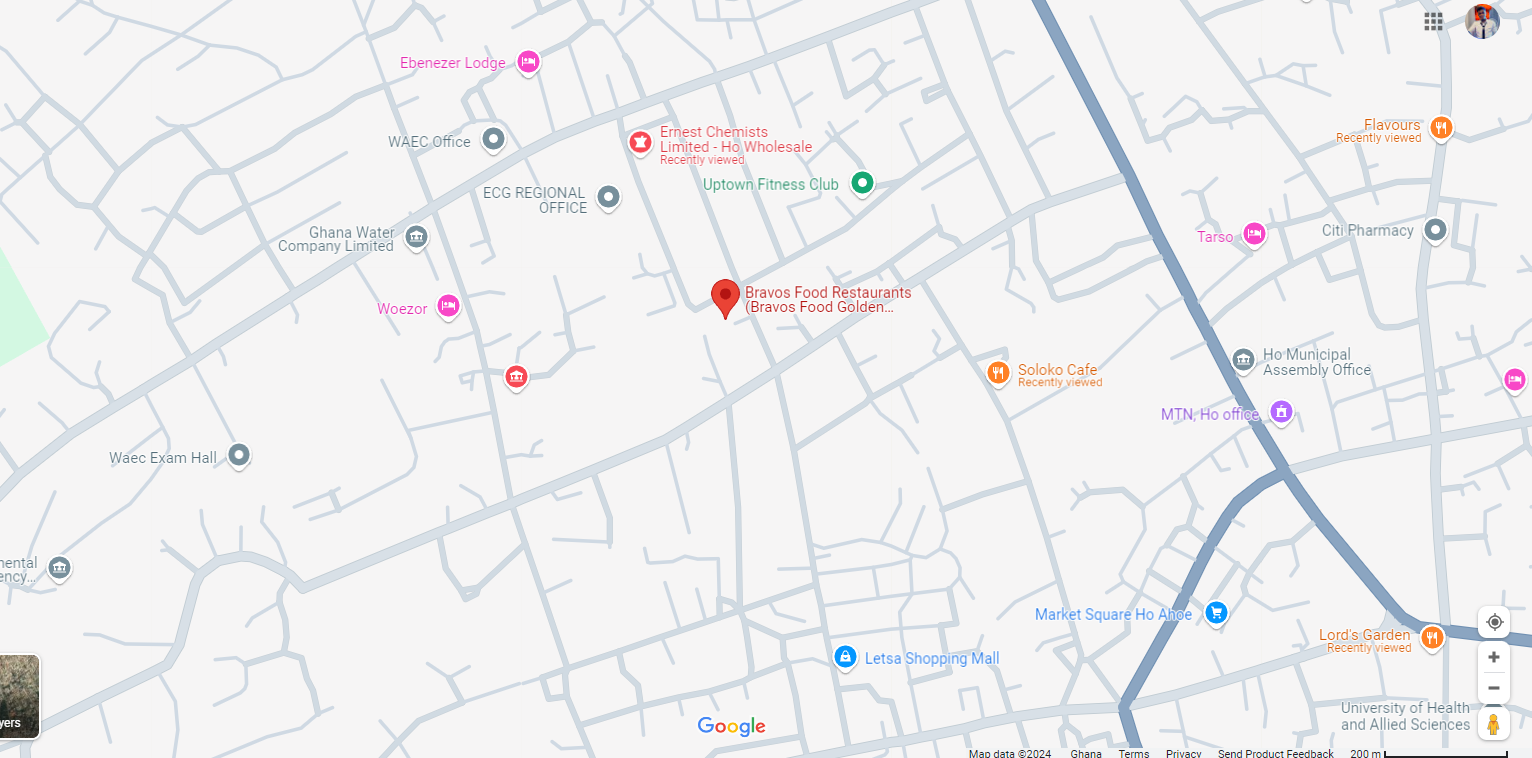 Ebenezer Lodge
WAEC Office
Ernest Chemists
Limited - Ho Wholesale
Recently viewed
Flavours
Recently viewed
Uptown Fitness Club
ECG REGIONAL
OFFICE
Ghana Water
Company Limited
Tarso
Citi Pharmacy
Woezor
Bravos Food Restaurants
(Bravos Food Golden...
Soloko Cafe
Recently viewed
Ho Municipal
Assembly Office
MTN, Ho office
Waec Exam Hall
nental
ency...
Market Square Ho Ahoe
Lord's Garden
Recently viewed
Letsa Shopping Mall
University of Health
and Allied Sciences
yers
Google
Map data ©2024 Ghana Terms Privacy Send Product Feedback 200 m